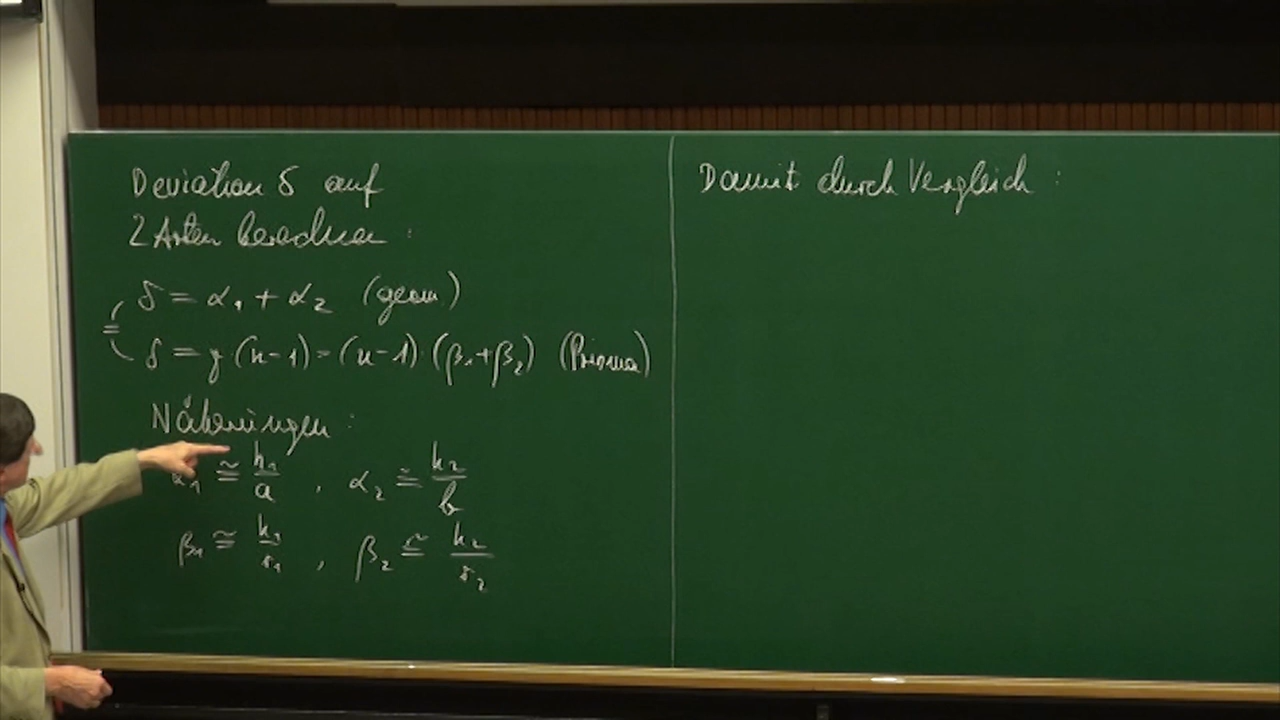 Deviation δ auf
2 Arten berechnen :
δ = α₁ + α₂ (geom)
=
δ = γ (n-1) = (n-1) · (β₁+β₂) (Prisma)
Näherungen :
α₁ ≅ h₁/a , α₂ ≅ h₂/b
β₁ ≅ h₁/r₁ , β₂ ≅ h₂/r₂
Damit durch Vergleich :